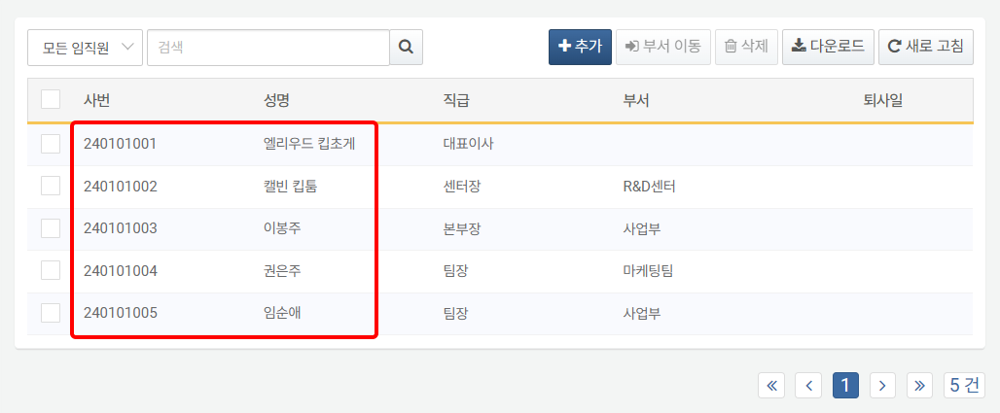 모든 임직원 검색 추가 부서 이동 삭제 다운로드 새로 고침
사번 성명 직급 부서 퇴사일
240101001 엘리우드 킵초게 대표이사
240101002 캘빈 킵툼 센터장 R&D센터
240101003 이봉주 본부장 사업부
240101004 권은주 팀장 마케팅팀
240101005 임순애 팀장 사업부
1 5 건